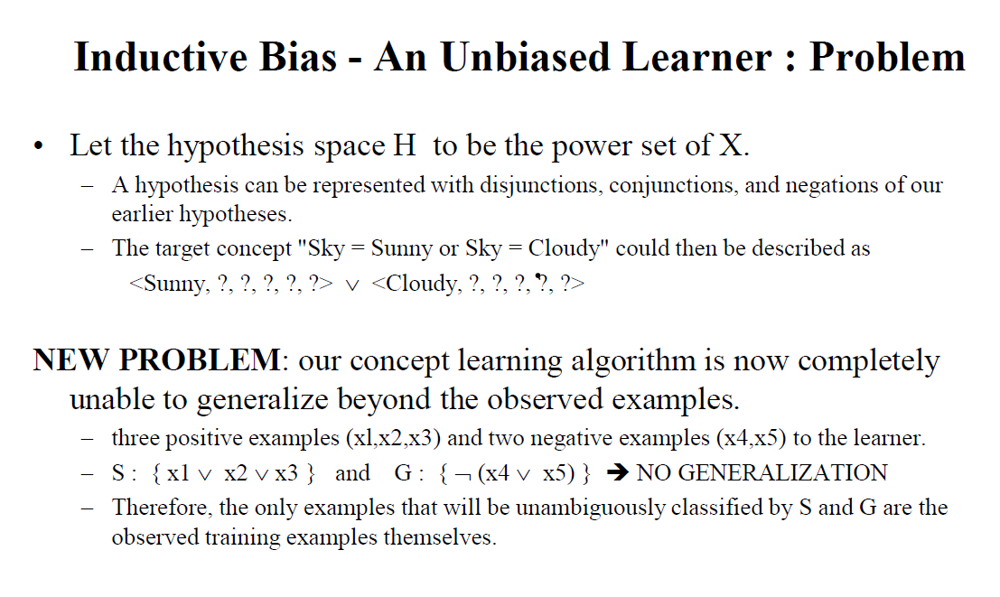 Inductive Bias - An Unbiased Learner : Problem
• Let the hypothesis space H to be the power set of X.
– A hypothesis can be represented with disjunctions, conjunctions, and negations of our
earlier hypotheses.
– The target concept "Sky = Sunny or Sky = Cloudy" could then be described as
<Sunny, ?, ?, ?, ?, ?> ∨ <Cloudy, ?, ?, ?, ?, ?>
NEW PROBLEM: our concept learning algorithm is now completely
unable to generalize beyond the observed examples.
– three positive examples (x1,x2,x3) and two negative examples (x4,x5) to the learner.
– S : { x1 ∨ x2 ∨ x3 } and G : { ¬ (x4 ∨ x5) } ➔ NO GENERALIZATION
– Therefore, the only examples that will be unambiguously classified by S and G are the
observed training examples themselves.